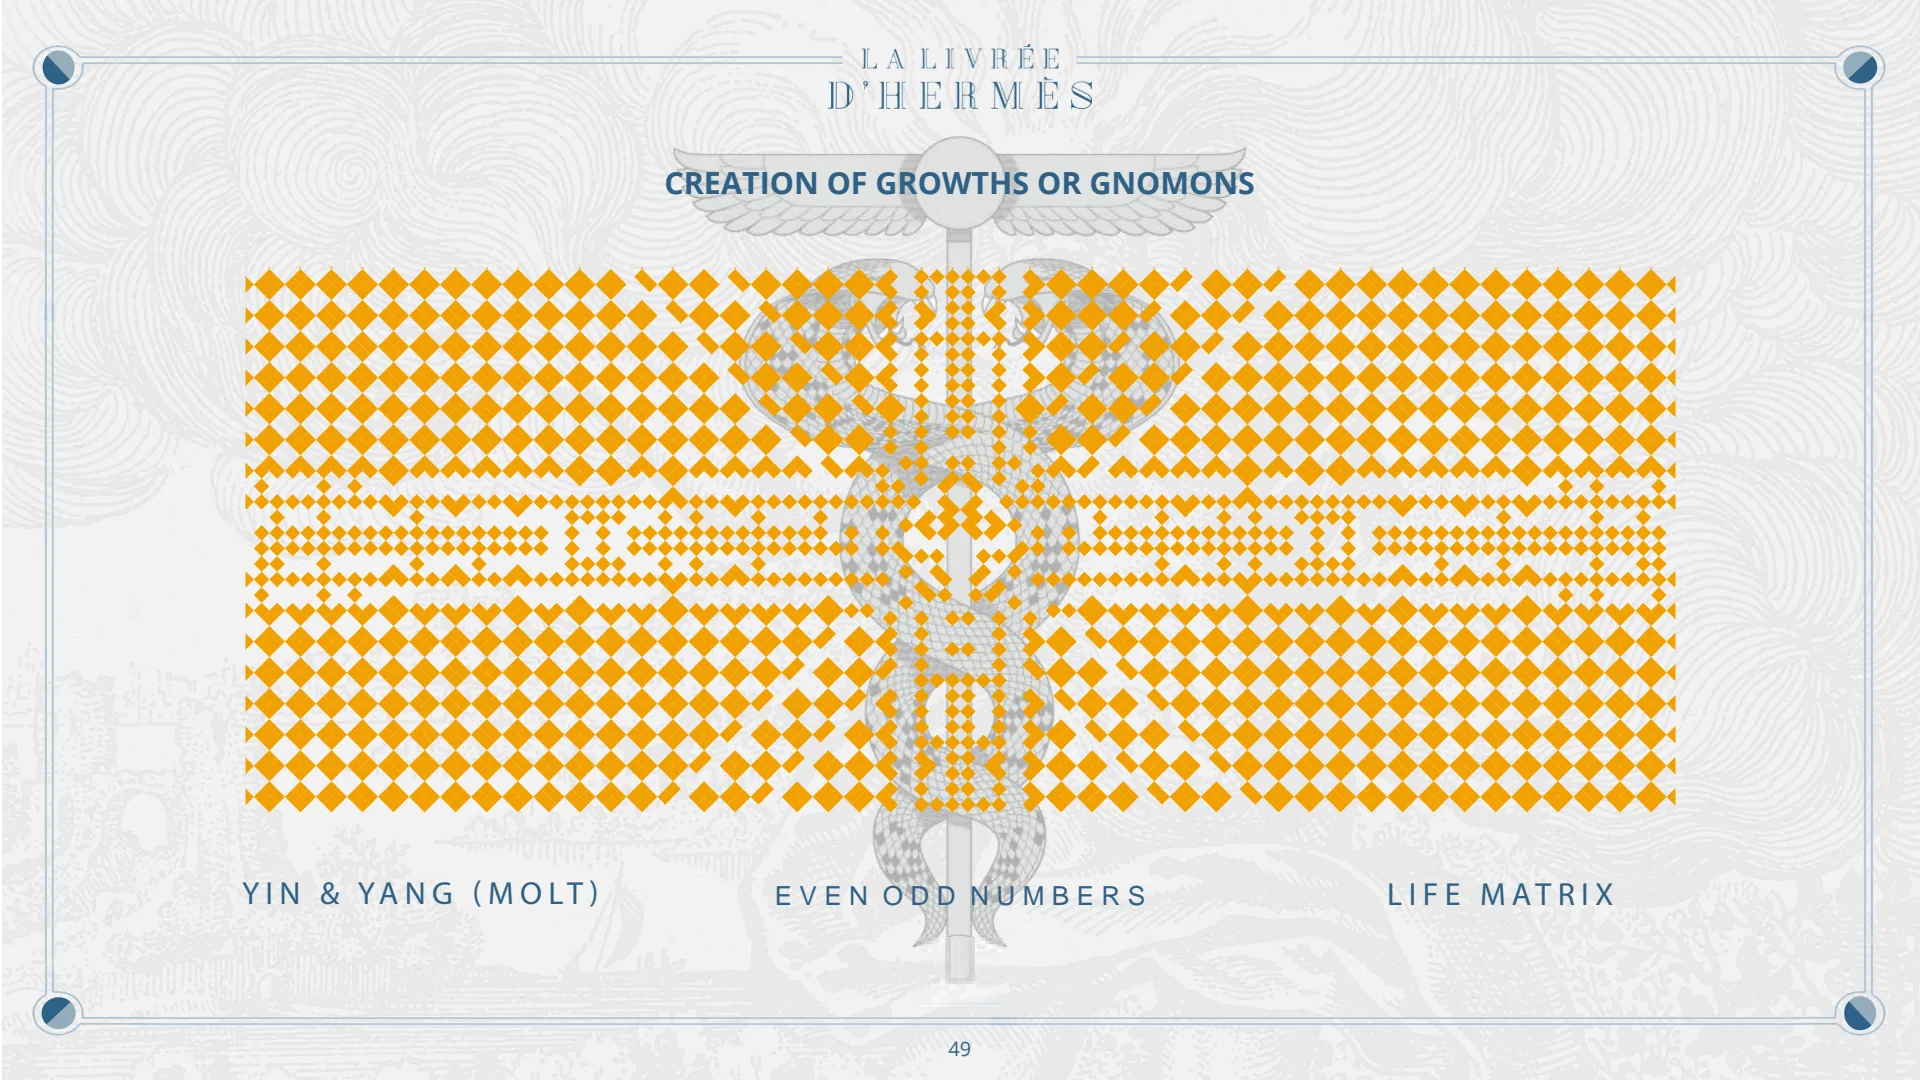 LA LIVRÉE
D'HERMÈS
CREATION OF GROWTHS OR GNOMONS
YIN & YANG (MOLT)
EVEN ODD NUMBERS
LIFE MATRIX
49